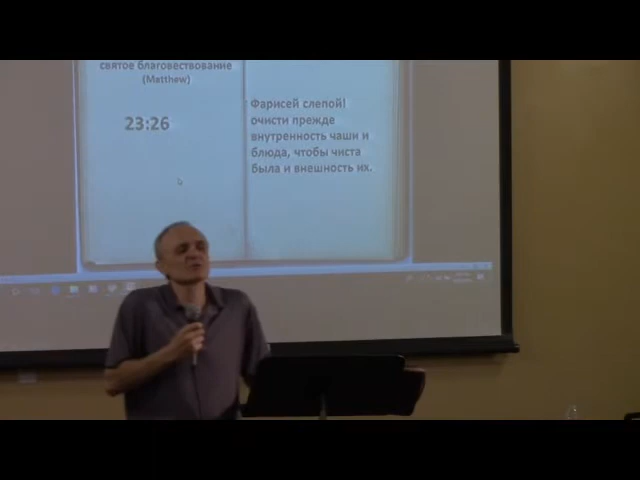 святое благовествование
(Matthew)
23:26
Фарисей слепой!
очисти прежде
внутренность чаши и
блюда, чтобы чиста
была и внешность их.